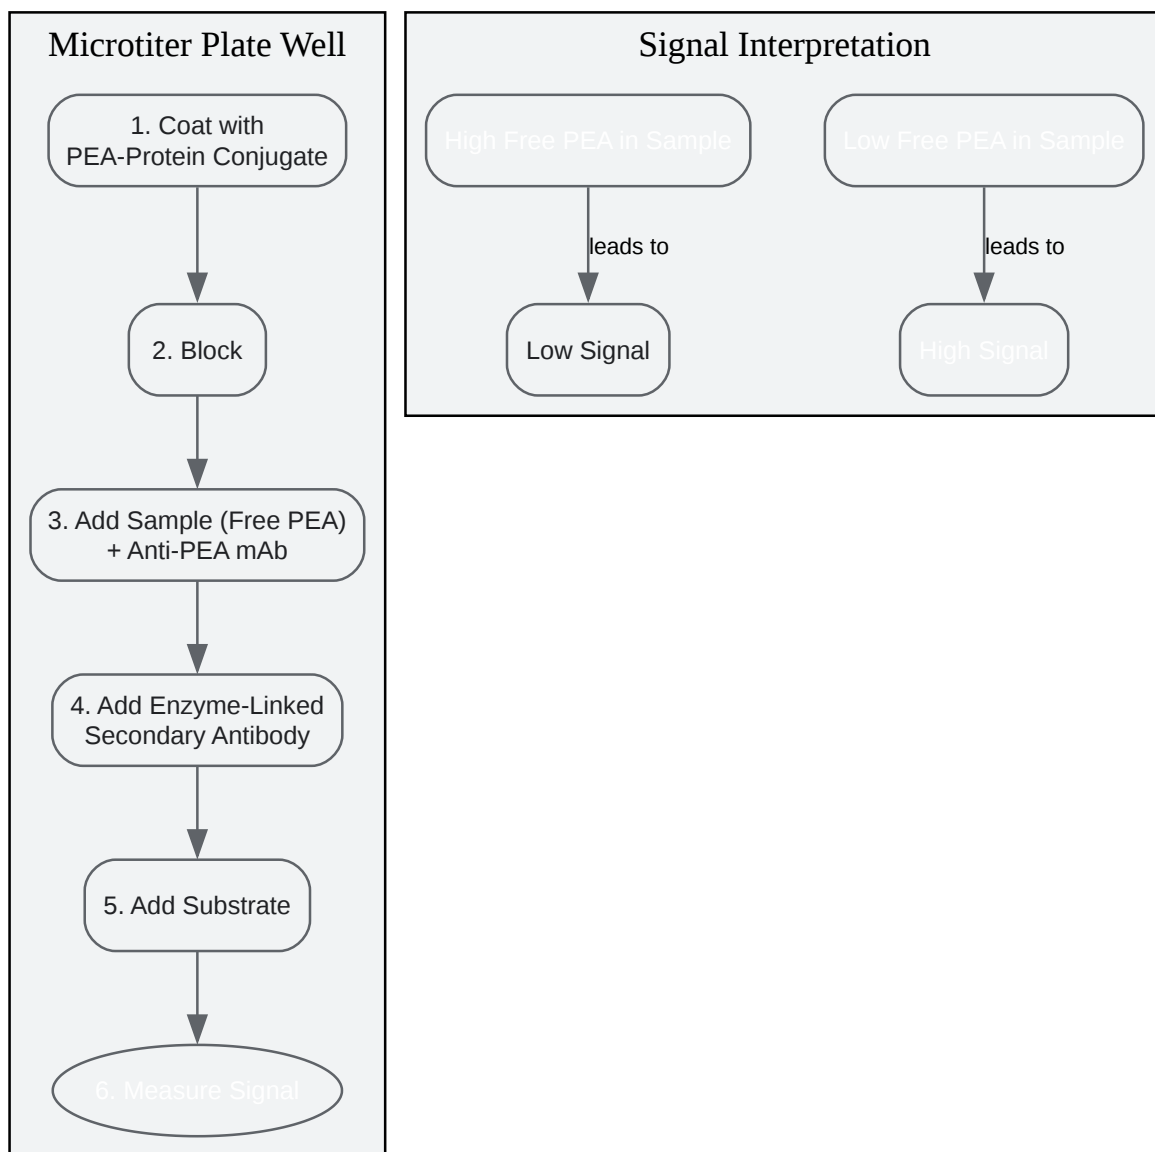 Microtiter Plate Well
1. Coat with
PEA-Protein Conjugate
2. Block
3. Add Sample (Free PEA)
+ Anti-PEA mAb
4. Add Enzyme-Linked
Secondary Antibody
5. Add Substrate
6. Measure Signal
Signal Interpretation
High Free PEA in Sample
leads to
Low Signal
Low Free PEA in Sample
leads to
High Signal